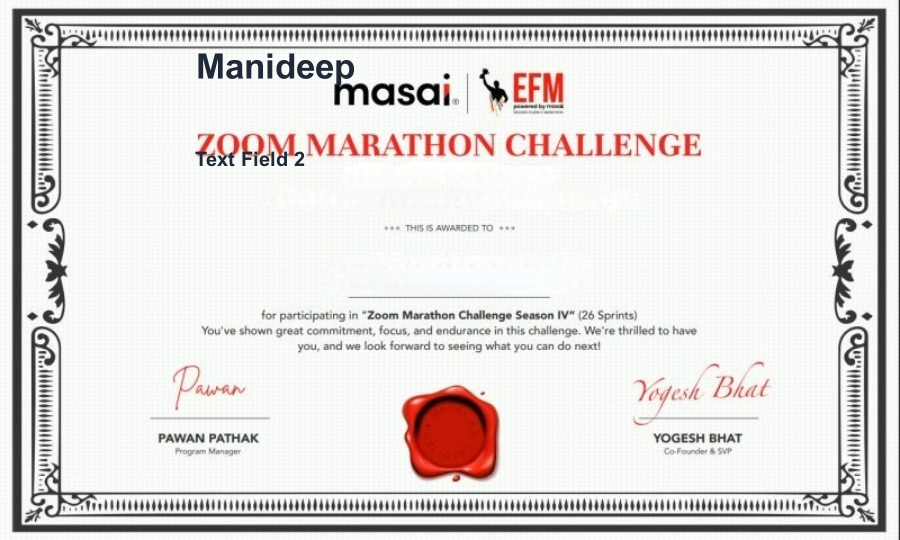 Manideep
masai
EFM
powered by masai
ZOOM MARATHON CHALLENGE
Text Field 2
*** THIS IS AWARDED TO ***
for participating in “Zoom Marathon Challenge Season IV” (26 Sprints)
You've shown great commitment, focus, and endurance in this challenge. We're thrilled to have
you, and we look forward to seeing what you can do next!
Pawan
Yogesh Bhat
PAWAN PATHAK
YOGESH BHAT
Program Manager
Co-Founder & SVP